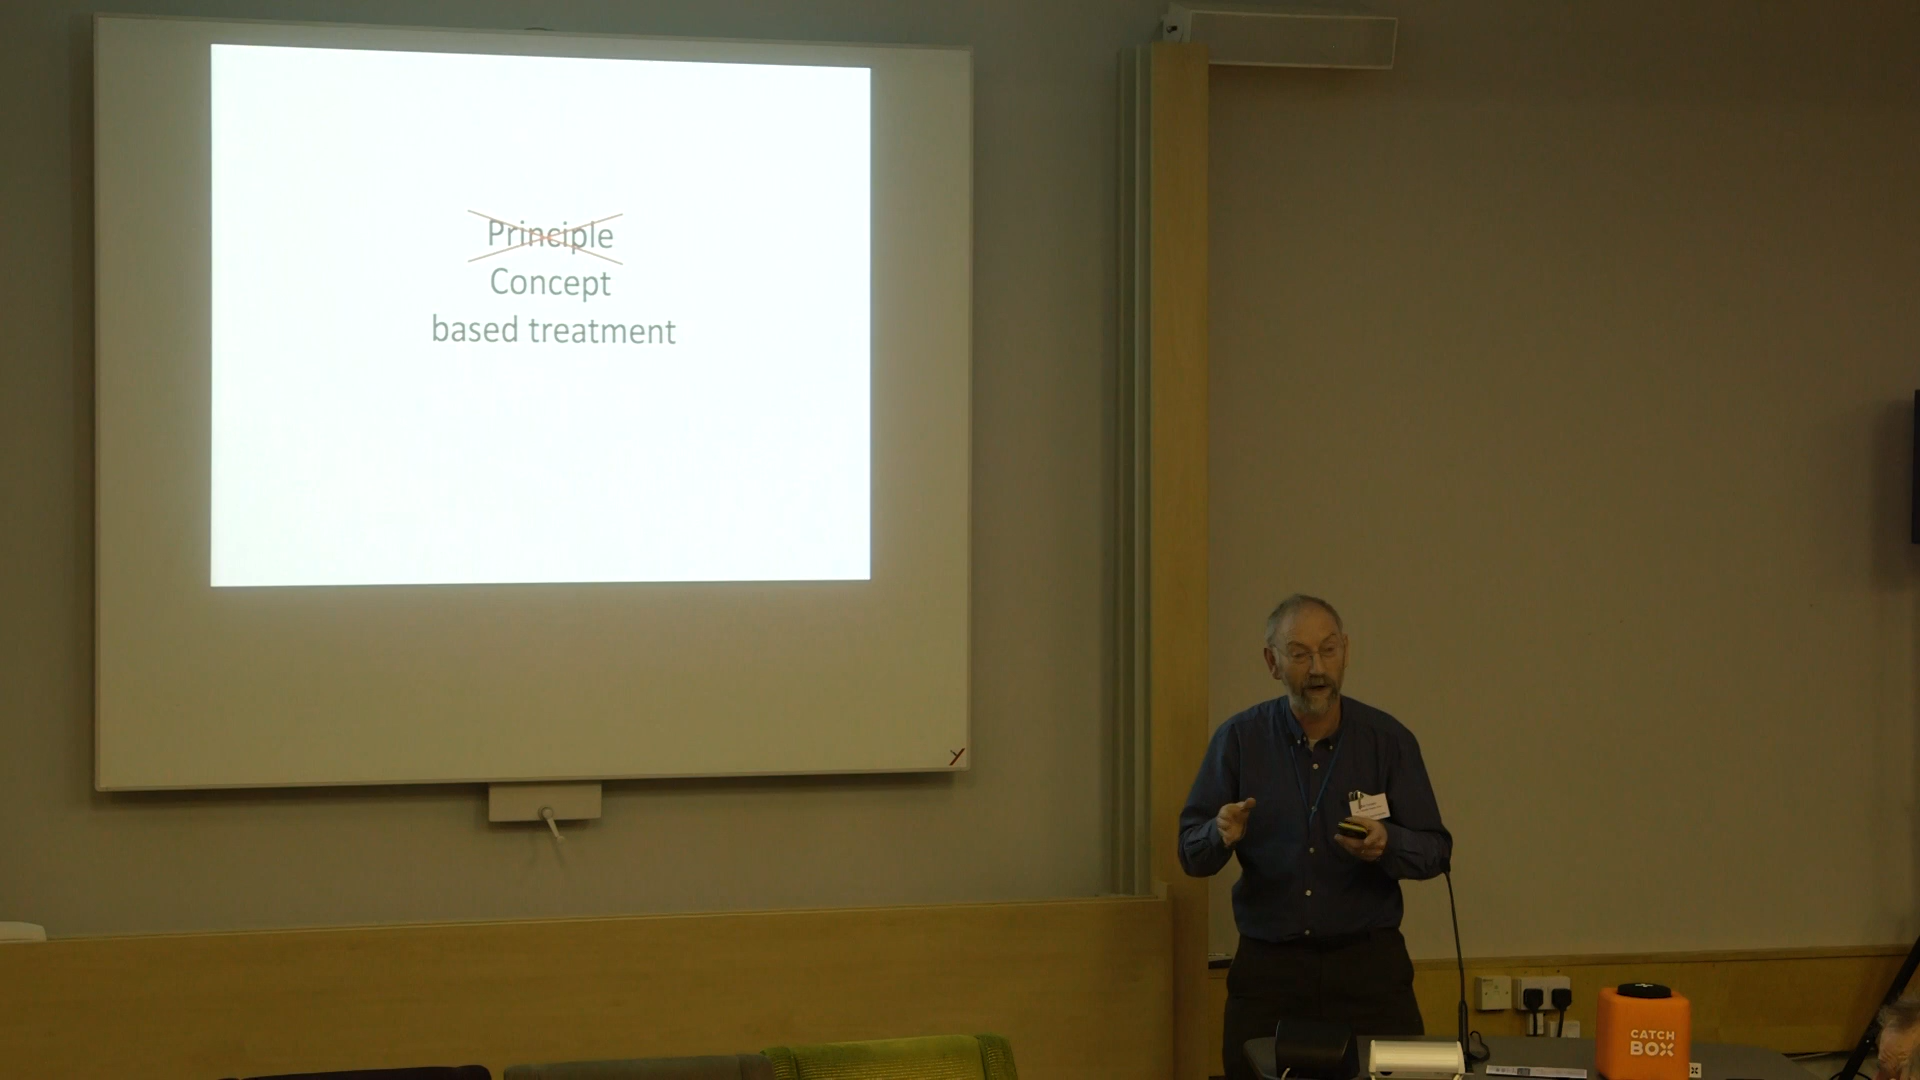 Principle
Concept
based treatment
CATCH
BOX